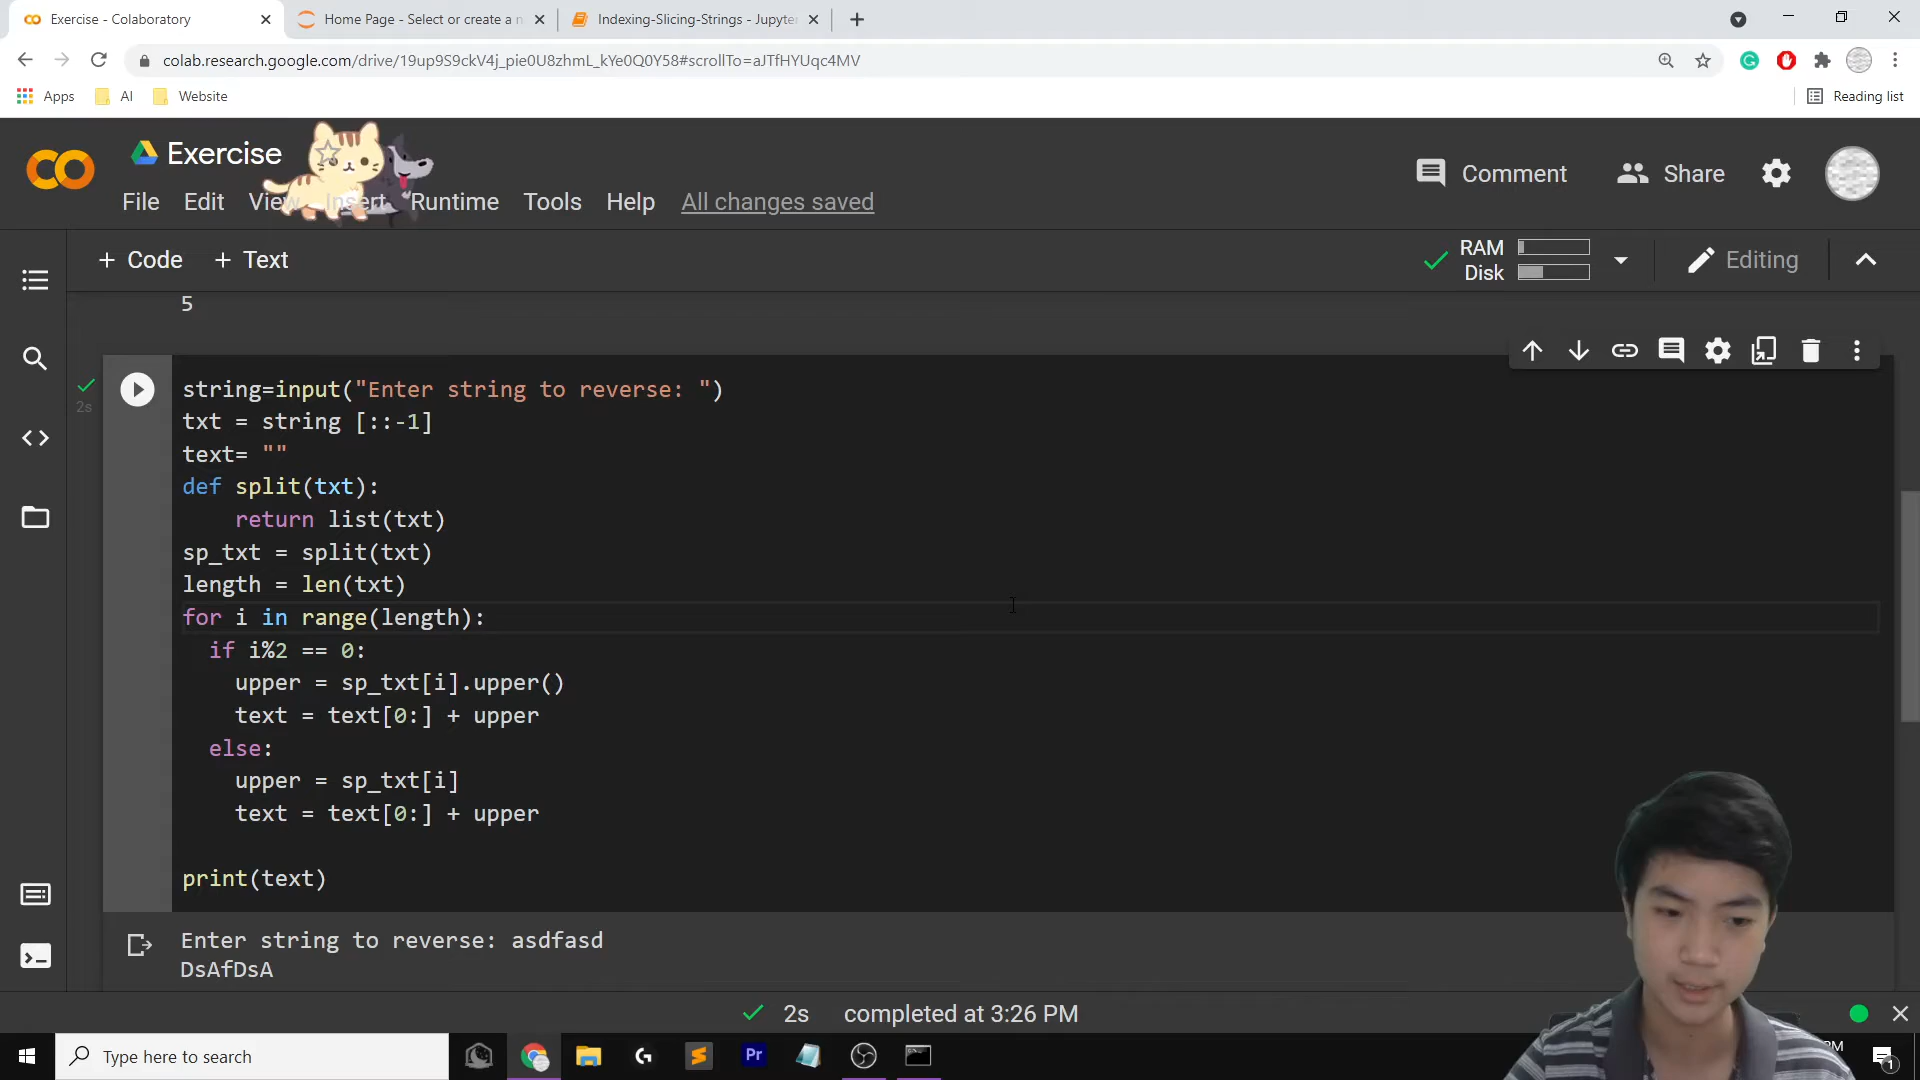 Exercise - Colaboratory
Home Page - Select or create a n
Indexing-Slicing-Strings - Jupyte
colab.research.google.com/drive/19up9S9ckV4j_pie0U8zhmL_kYe0Q0Y58#scrollTo=aJTfHYUqc4MV
Apps
AI
Website
Reading list
Exercise
Comment
Share
File Edit View Insert Runtime Tools Help All changes saved
+ Code + Text
RAM
Disk
Editing
5
2s
string=input("Enter string to reverse: ")
txt = string [::-1]
text= ""
def split(txt):
    return list(txt)
sp_txt = split(txt)
length = len(txt)
for i in range(length):
  if i%2 == 0:
    upper = sp_txt[i].upper()
    text = text[0:] + upper
  else:
    upper = sp_txt[i]
    text = text[0:] + upper
print(text)
Enter string to reverse: asdfasd
DsAfDsA
2s completed at 3:26 PM
Type here to search
Pr
PM
1